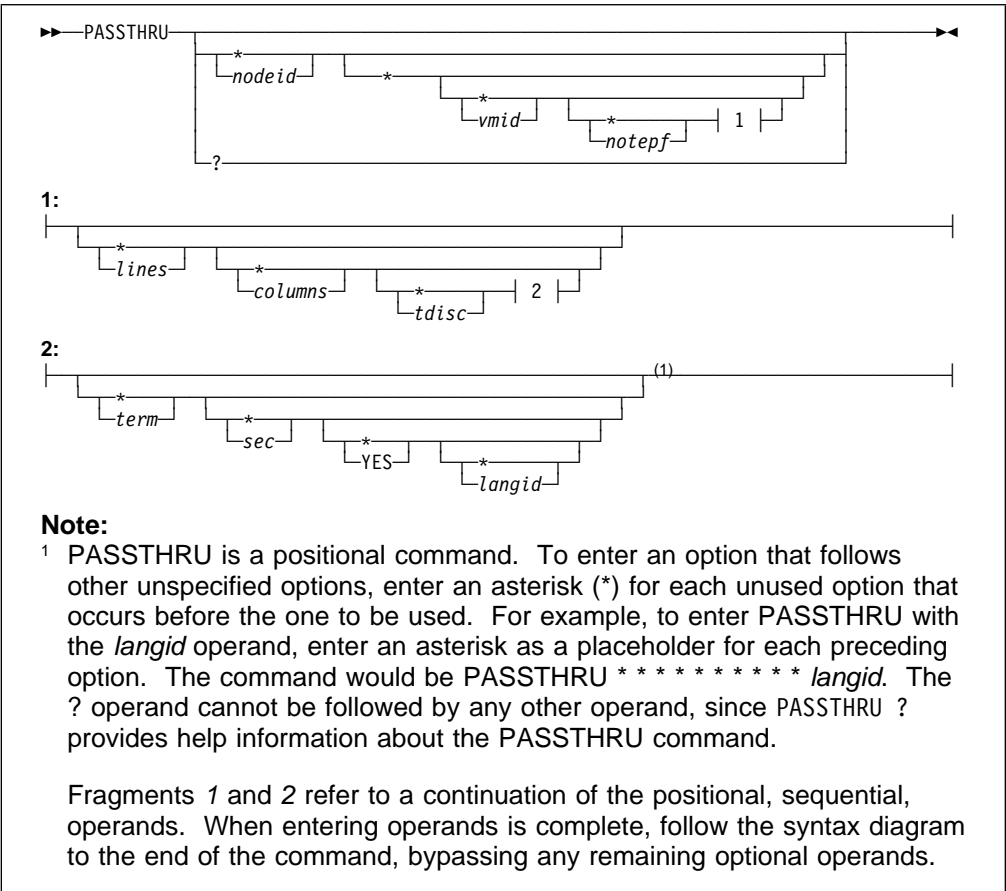 PASSTHRU
*
nodeid
*
*
vmid
*
notepf
1
?
1:
*
lines
*
columns
*
tdisc
2
2:
(1)
*
term
*
sec
*
YES
*
langid
Note:
1 PASSTHRU is a positional command. To enter an option that follows
other unspecified options, enter an asterisk (*) for each unused option that
occurs before the one to be used. For example, to enter PASSTHRU with
the langid operand, enter an asterisk as a placeholder for each preceding
option. The command would be PASSTHRU * * * * * * * * * * langid. The
? operand cannot be followed by any other operand, since PASSTHRU ?
provides help information about the PASSTHRU command.
Fragments 1 and 2 refer to a continuation of the positional, sequential,
operands. When entering operands is complete, follow the syntax diagram
to the end of the command, bypassing any remaining optional operands.